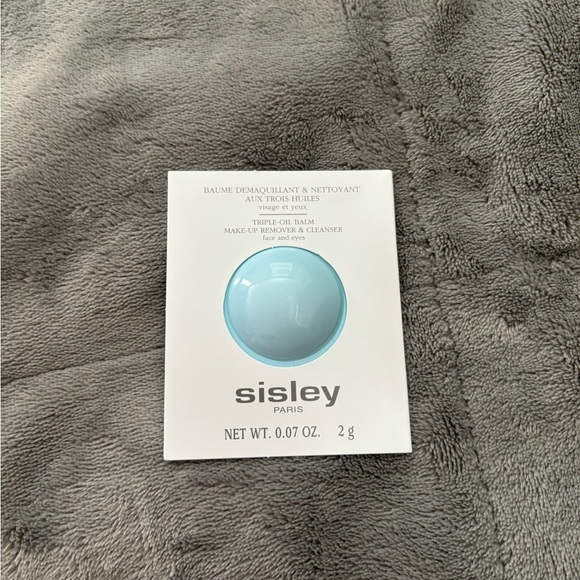 BAUME DEMAQUILLANT & NETTOYANT
AUX TROIS HUILES
visage et yeux
TRIPLE-OIL BALM
MAKE-UP REMOVER & CLEANSER
face and eyes
sisley
PARIS
NET WT. 0.07 OZ. 2 g